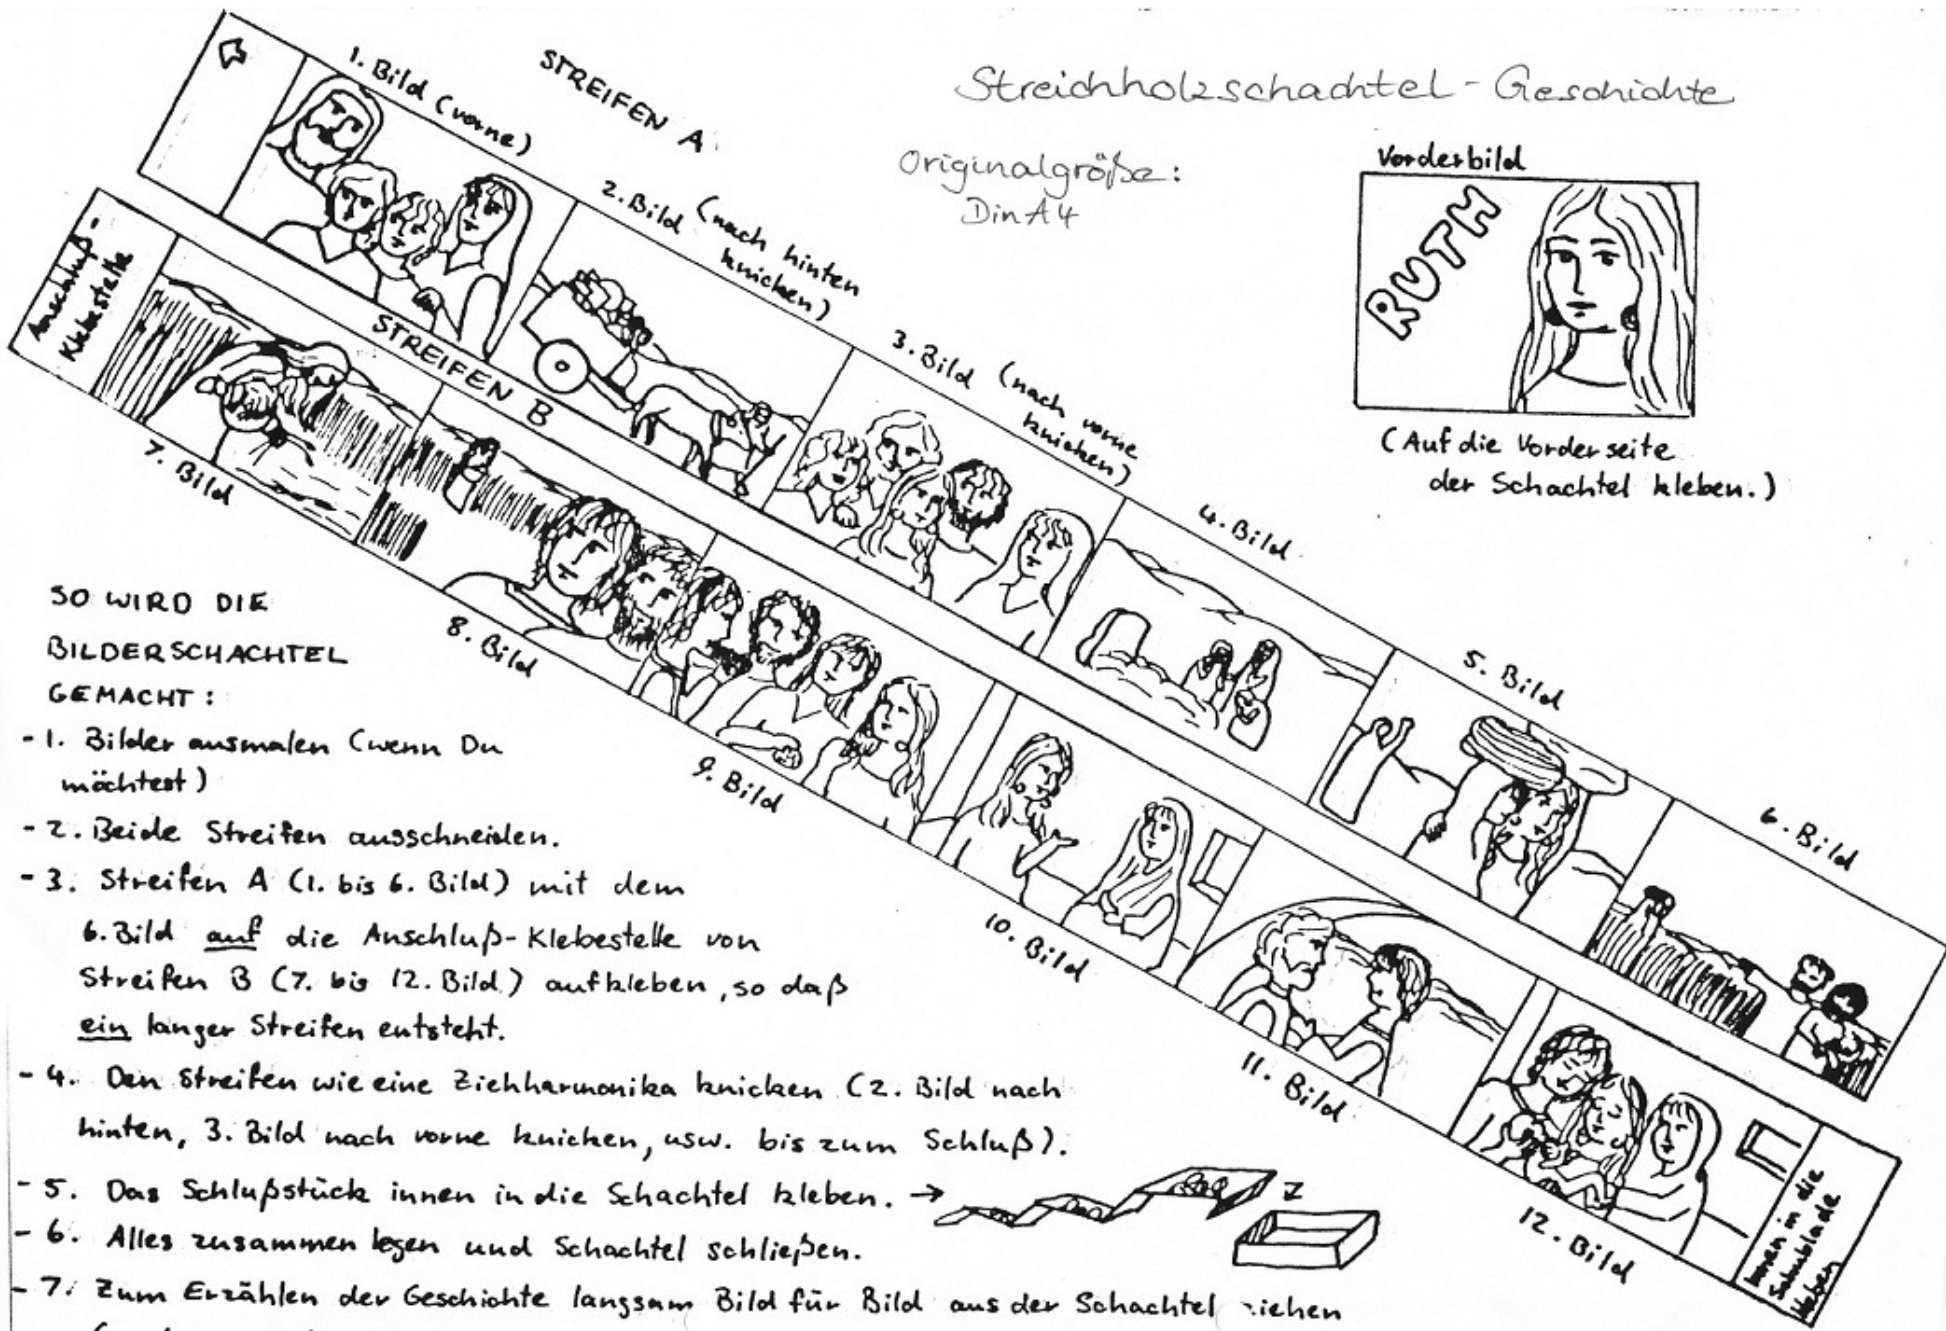 Streichholzschachtel-Geschichte
Originalgröße:
Din A4
STREIFEN A
1. Bild (vorne)
2. Bild (nach hinten
knicken)
3. Bild (nach vorne
knicken)
4. Bild
5. Bild
6. Bild
Vorderbild
RUTH
(Auf die Vorderseite
der Schachtel kleben.)
STREIFEN B
Anschluß-
Klebestelle
7. Bild
8. Bild
9. Bild
10. Bild
11. Bild
12. Bild
Innen in die
Schublade
kleben
SO WIRD DIE
BILDERSCHACHTEL
GEMACHT:
- 1. Bilder ausmalen (wenn Du
möchtest)
- 2. Beide Streifen ausschneiden.
- 3. Streifen A (1. bis 6. Bild) mit dem
6. Bild auf die Anschluß-Klebestelle von
Streifen B (7. bis 12. Bild) aufkleben, so daß
ein langer Streifen entsteht.
- 4. Den Streifen wie eine Ziehharmonika knicken (2. Bild nach
hinten, 3. Bild nach vorne knicken, usw. bis zum Schluß).
- 5. Das Schlußstück innen in die Schachtel kleben. →
- 6. Alles zusammen legen und Schachtel schließen.
- 7. Zum Erzählen der Geschichte langsam Bild für Bild aus der Schachtel ziehen